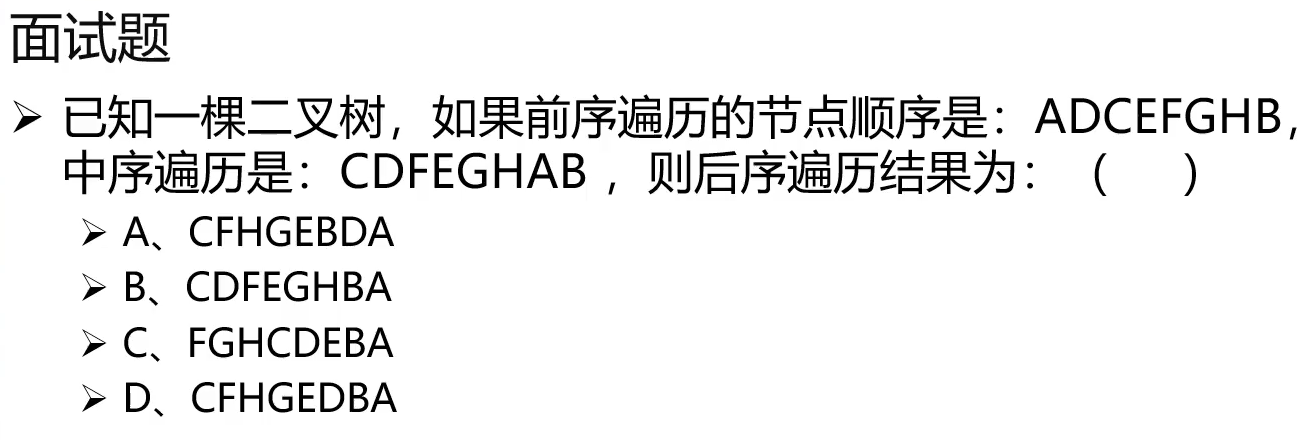 面试题
➢ 已知一棵二叉树，如果前序遍历的节点顺序是：ADCEFGHB，
中序遍历是：CDFEGHAB ，则后序遍历结果为：（ ）
➢ A、CFHGEBDA
➢ B、CDFEGHBA
➢ C、FGHCDEBA
➢ D、CFHGEDBA